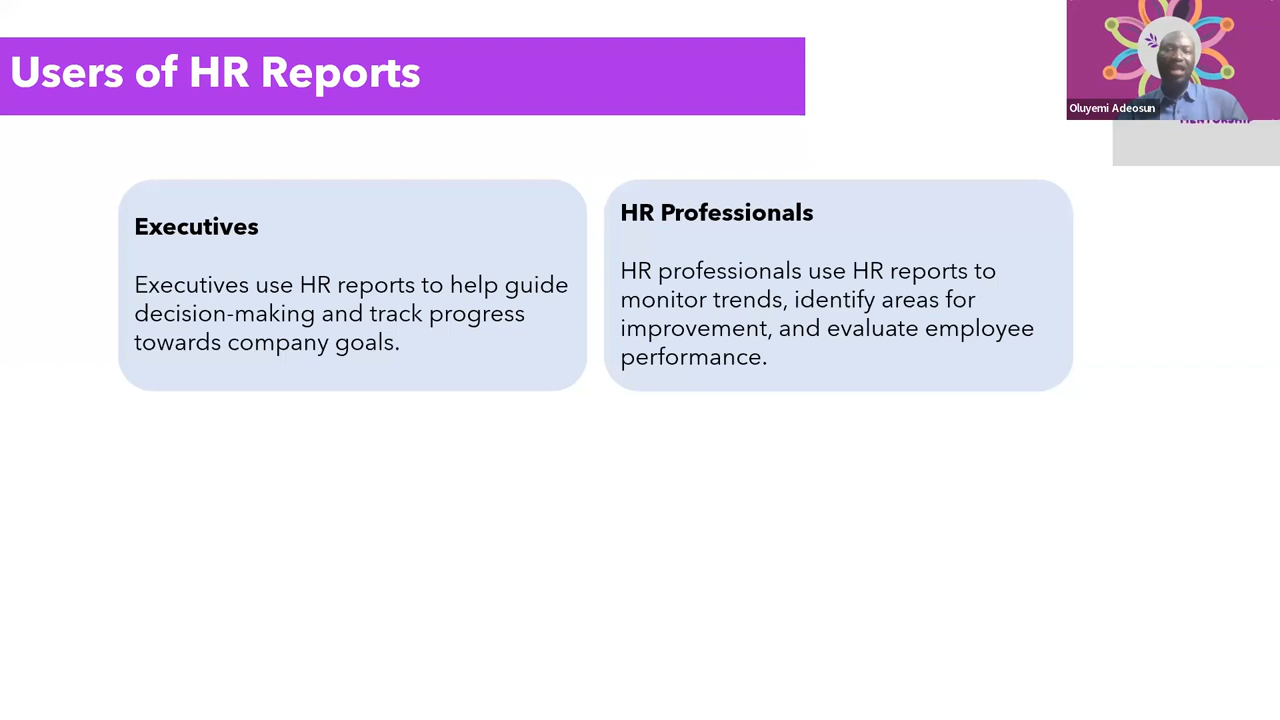 Users of HR Reports
Oluyemi Adeosun
MENTORSHIP
Executives
Executives use HR reports to help guide
decision-making and track progress
towards company goals.
HR Professionals
HR professionals use HR reports to
monitor trends, identify areas for
improvement, and evaluate employee
performance.